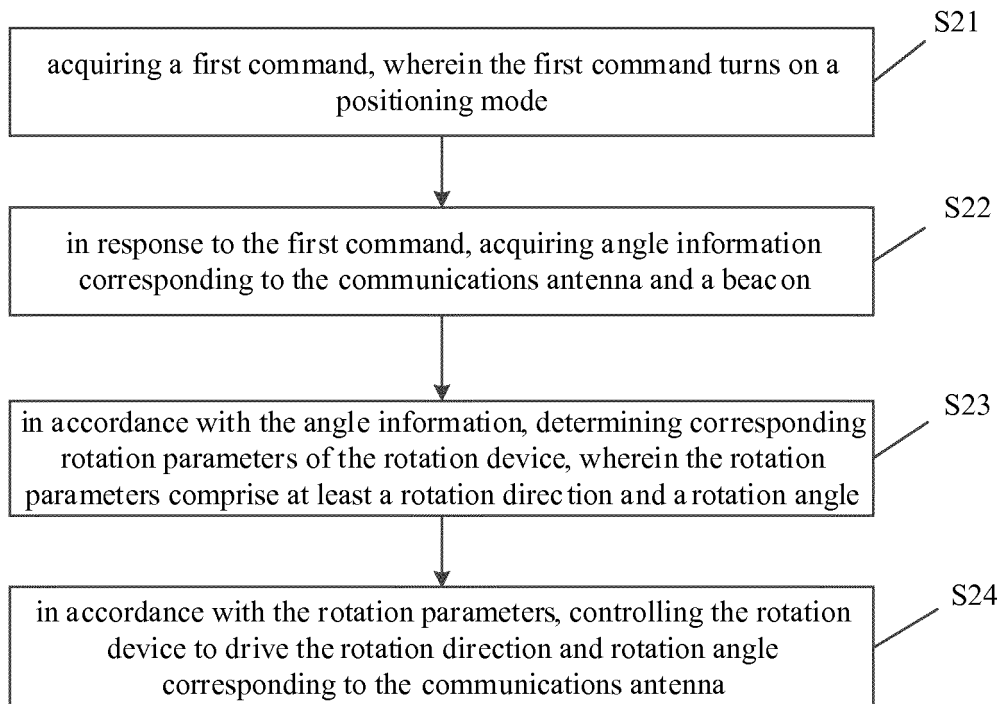 S21
acquiring a first command, wherein the first command turns on a
positioning mode
S22
in response to the first command, acquiring angle information
corresponding to the communications antenna and a beacon
S23
in accordance with the angle information, determining corresponding
rotation parameters of the rotation device, wherein the rotation
parameters comprise at least a rotation direction and a rotation angle
S24
in accordance with the rotation parameters, controlling the rotation
device to drive the rotation direction and rotation angle
corresponding to the communications antenna